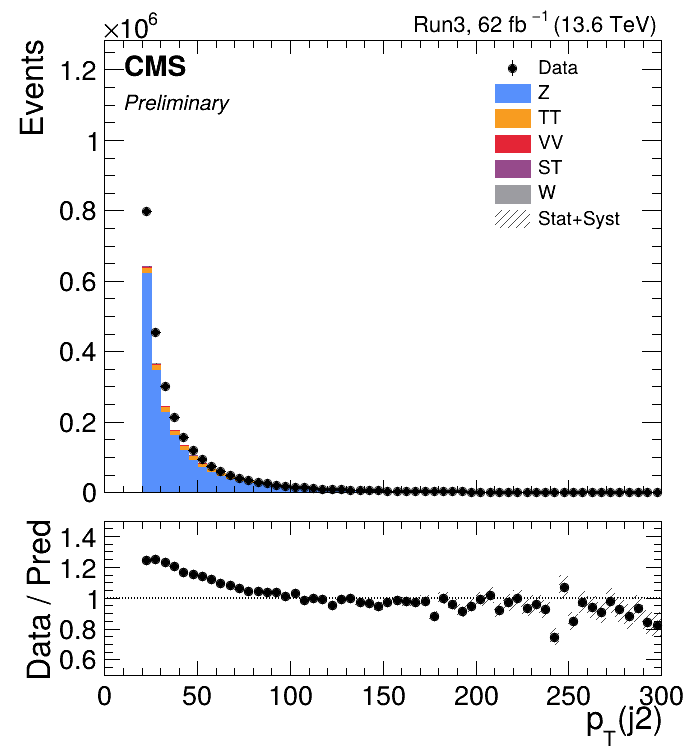 ×10⁶
Run3, 62 fb⁻¹ (13.6 TeV)
CMS
Preliminary
Data
Z
TT
VV
ST
W
Stat+Syst
Events
1.2
1
0.8
0.6
0.4
0.2
0
Data / Pred
1.4
1.2
1
0.8
0.6
0 50 100 150 200 250 300
p_T(j2)